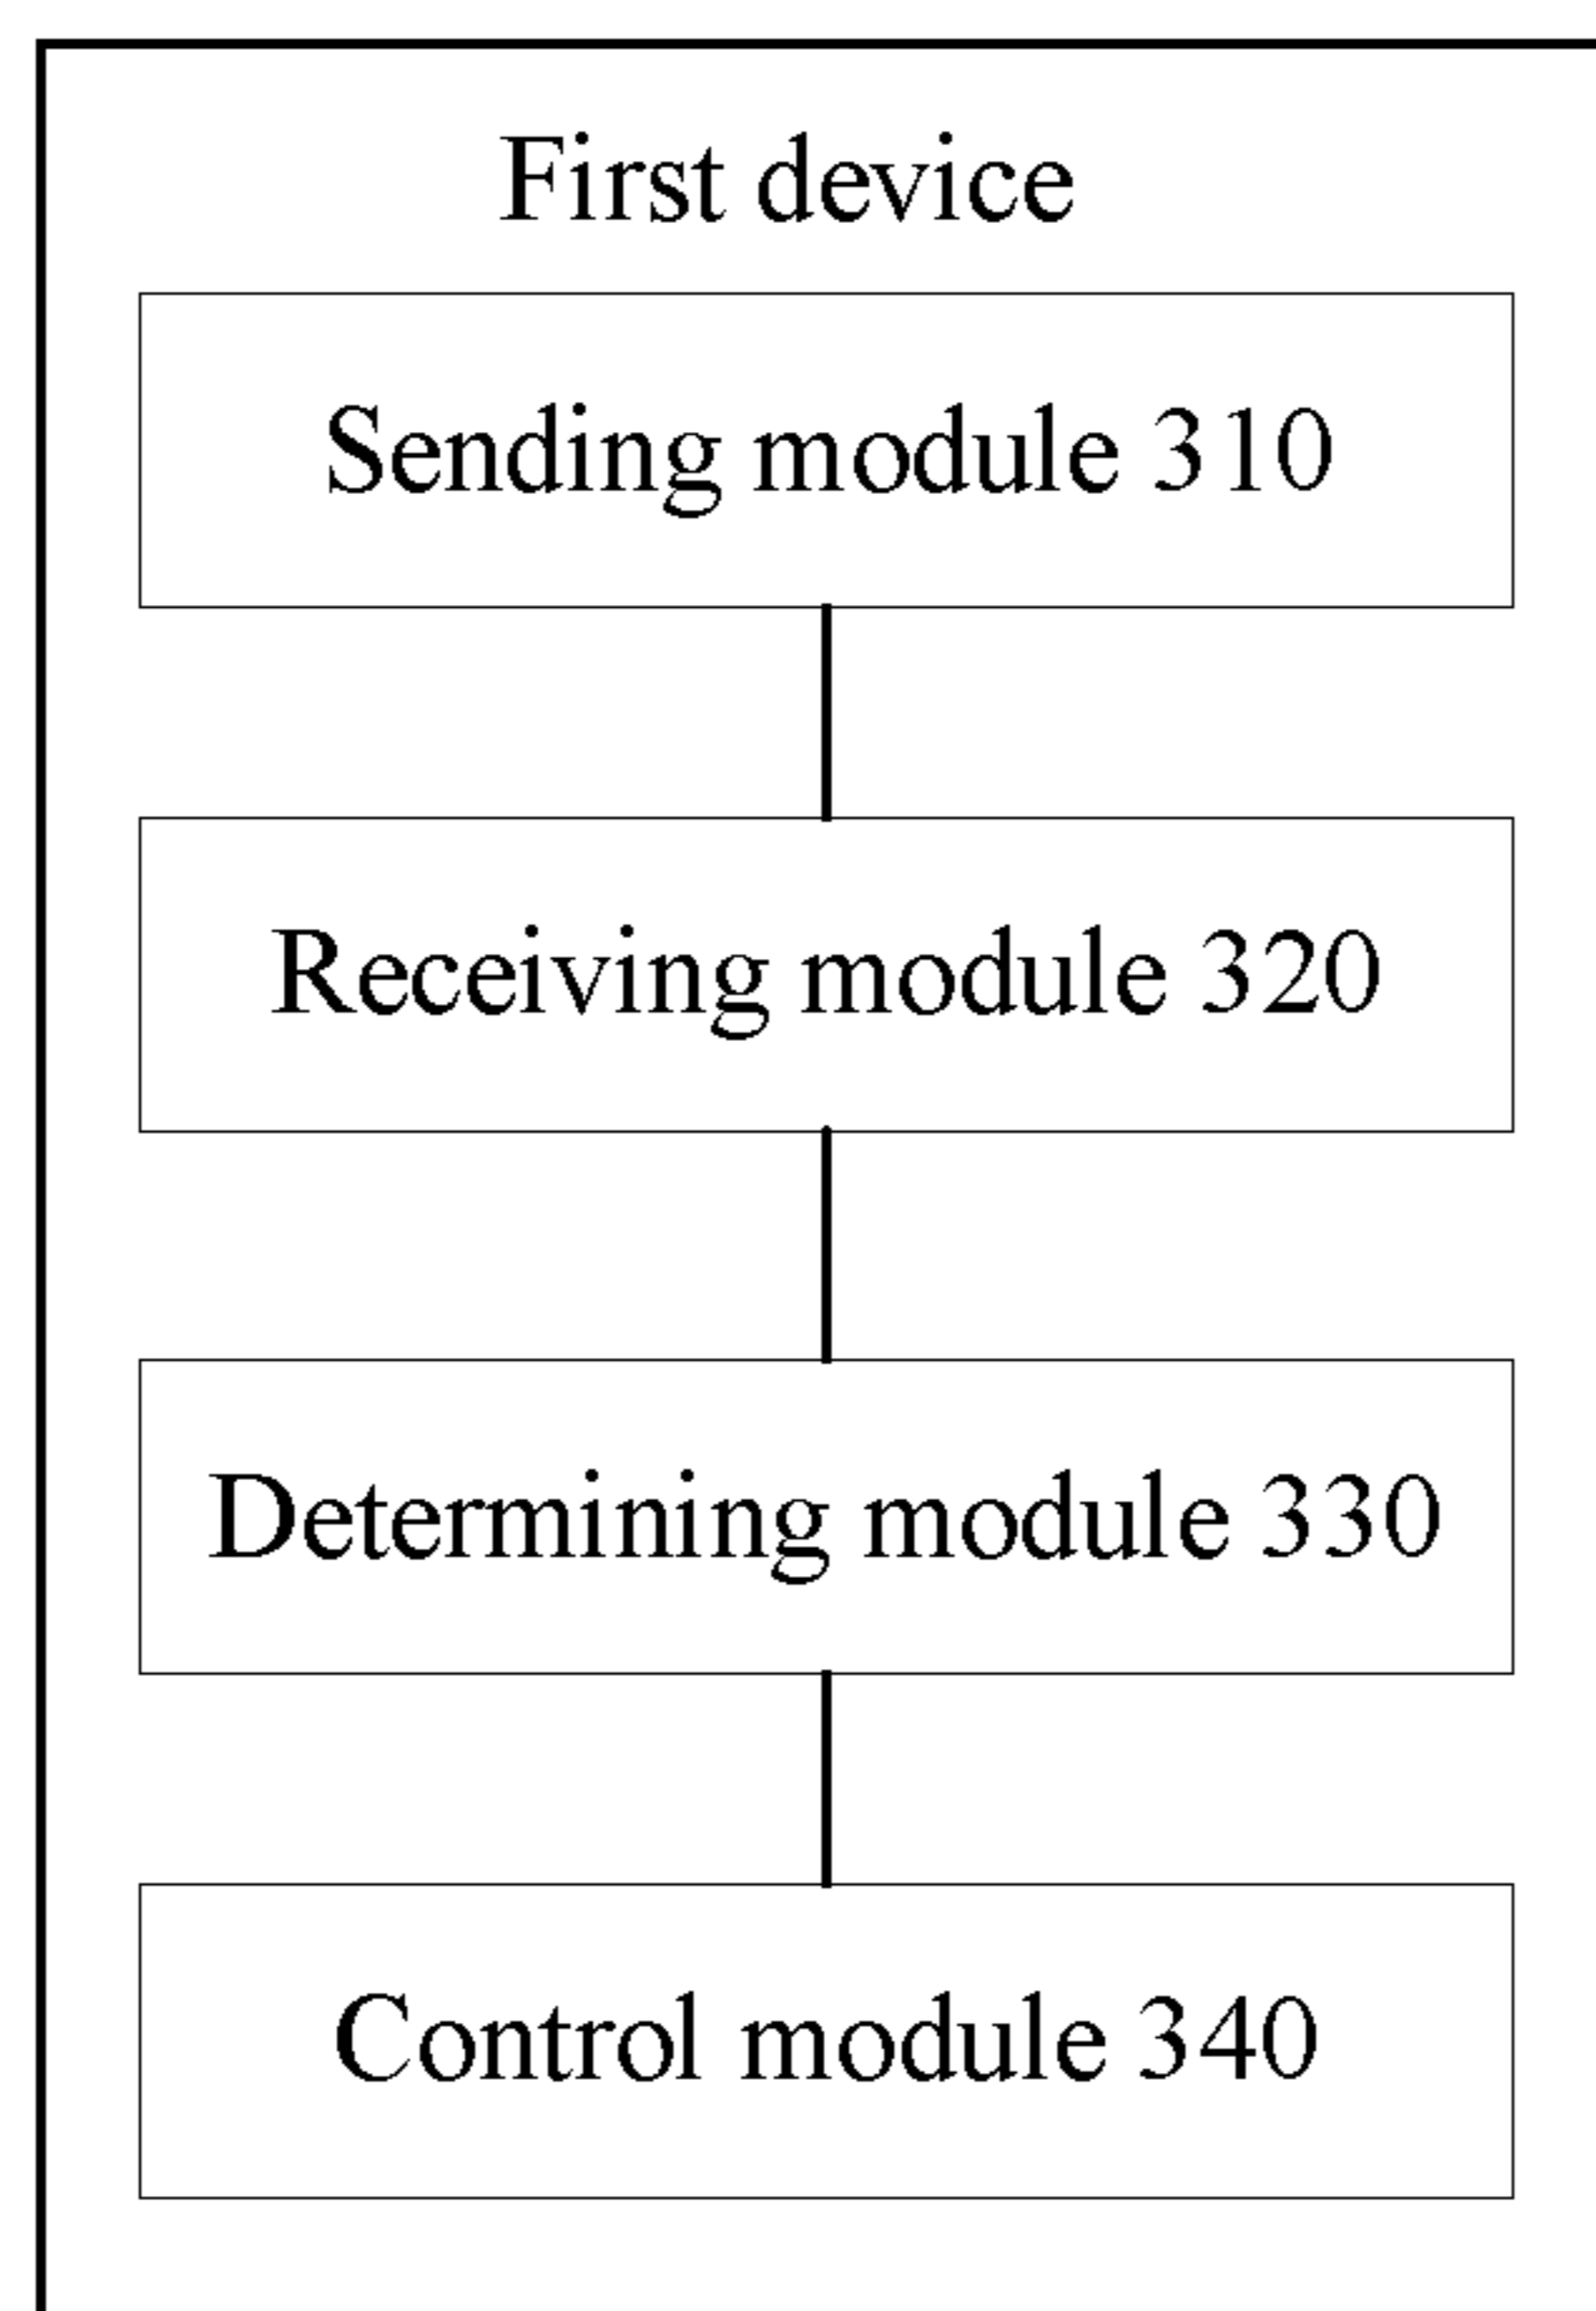 First device
Sending module 310
Receiving module 320
Determining module 330
Control module 340